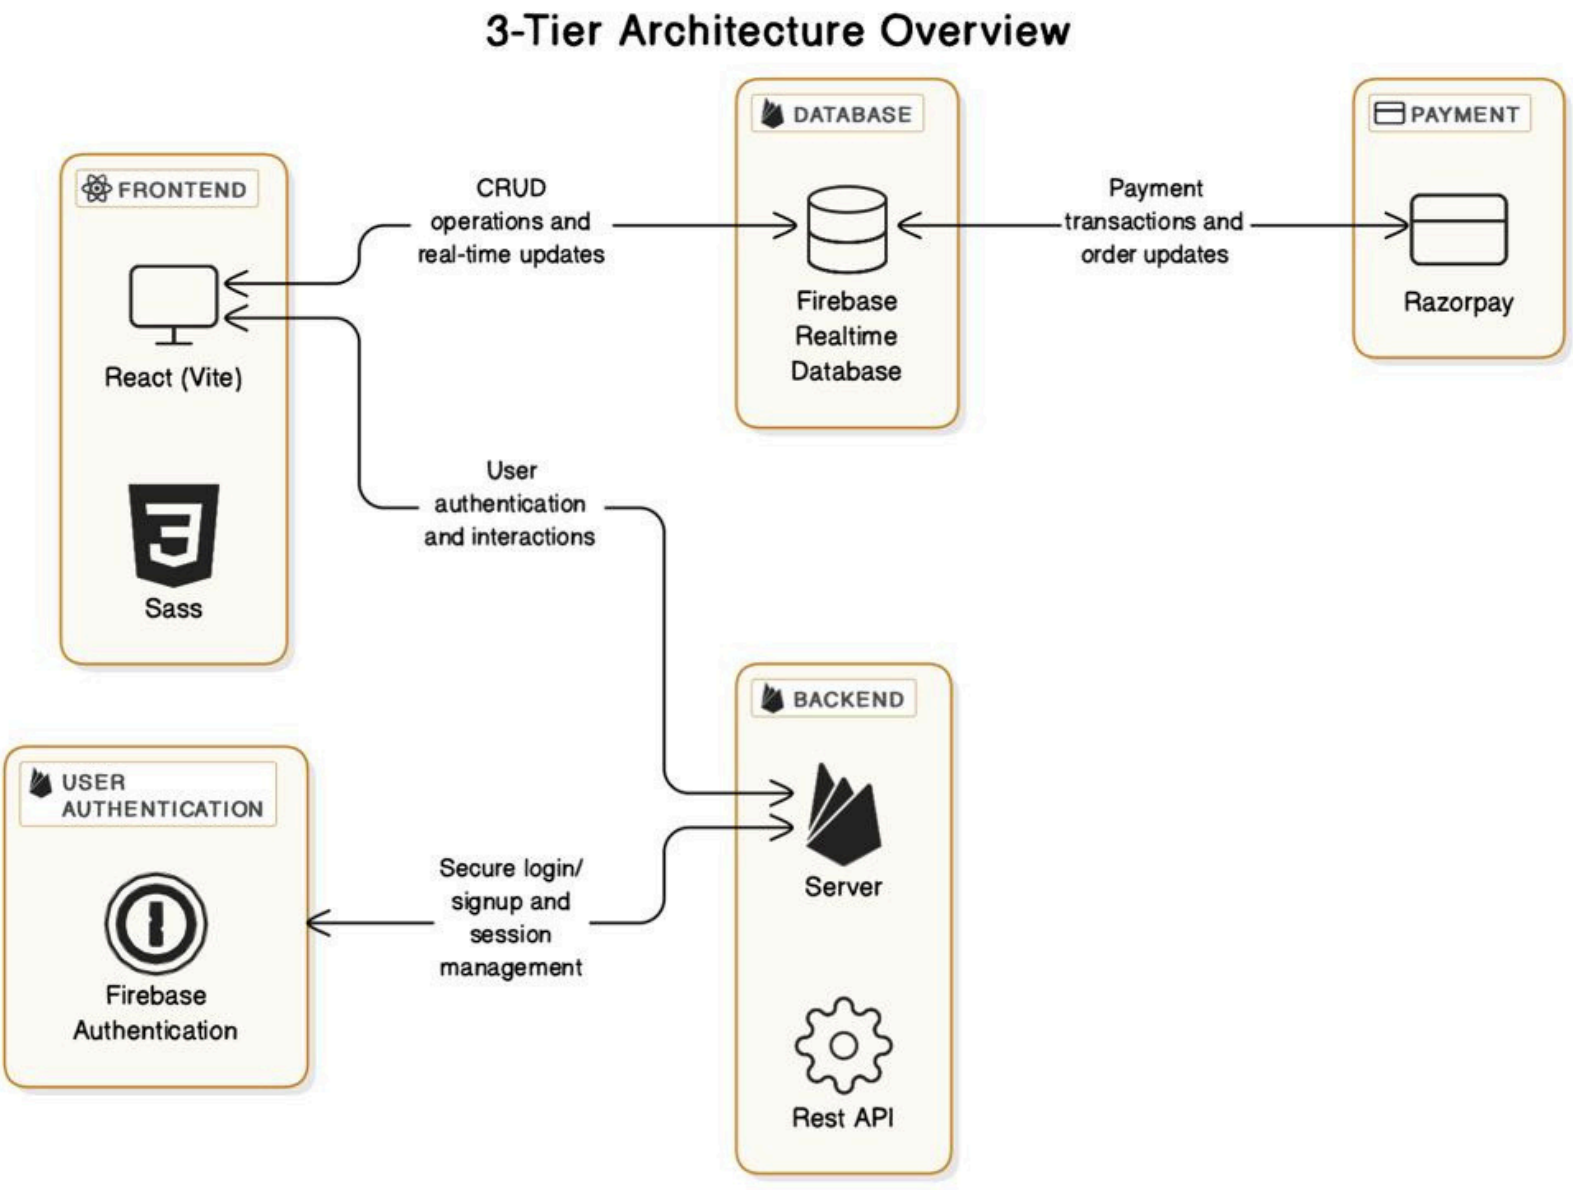 3-Tier Architecture Overview
FRONTEND
React (Vite)
Sass
CRUD
operations and
real-time updates
DATABASE
Firebase
Realtime
Database
Payment
transactions and
order updates
PAYMENT
Razorpay
User
authentication
and interactions
USER
AUTHENTICATION
Firebase
Authentication
Secure login/
signup and
session
management
BACKEND
Server
Rest API